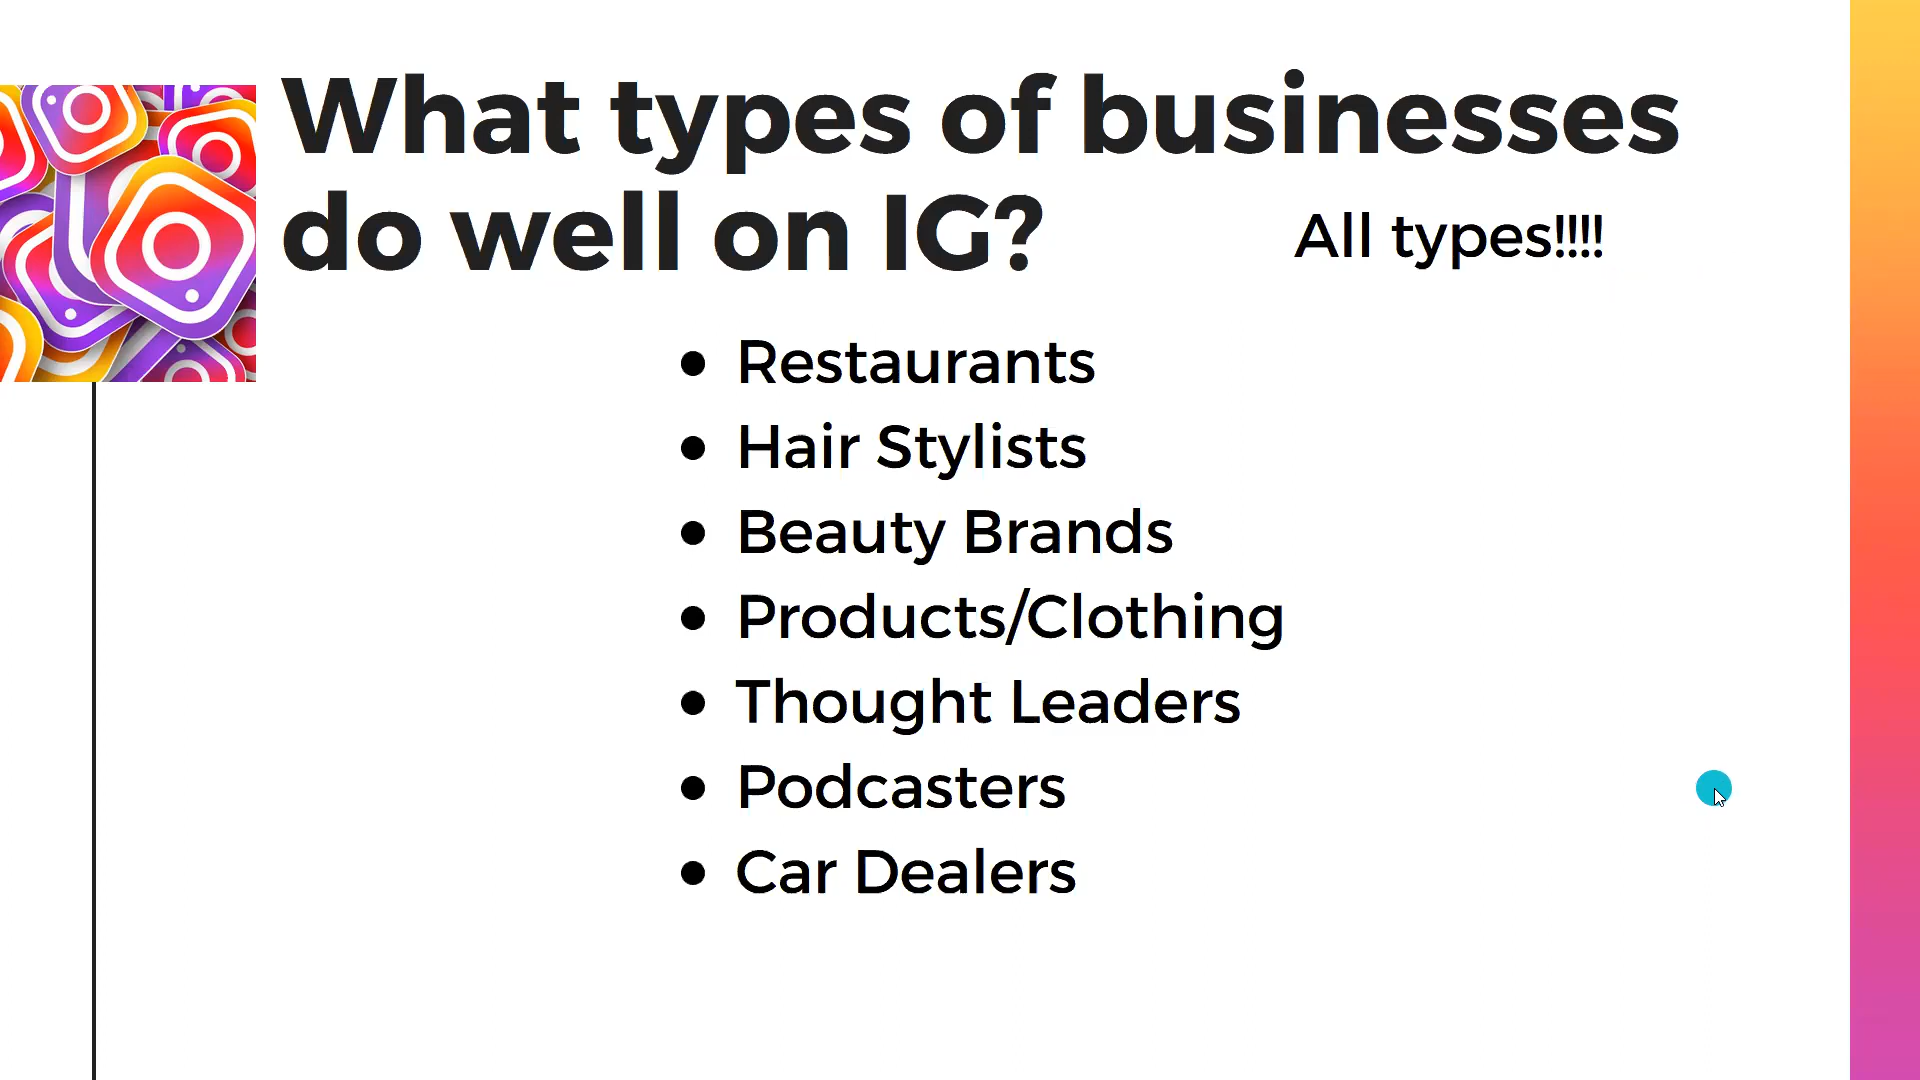 What types of businesses
do well on IG?
All types!!!!
• Restaurants
• Hair Stylists
• Beauty Brands
• Products/Clothing
• Thought Leaders
• Podcasters
• Car Dealers